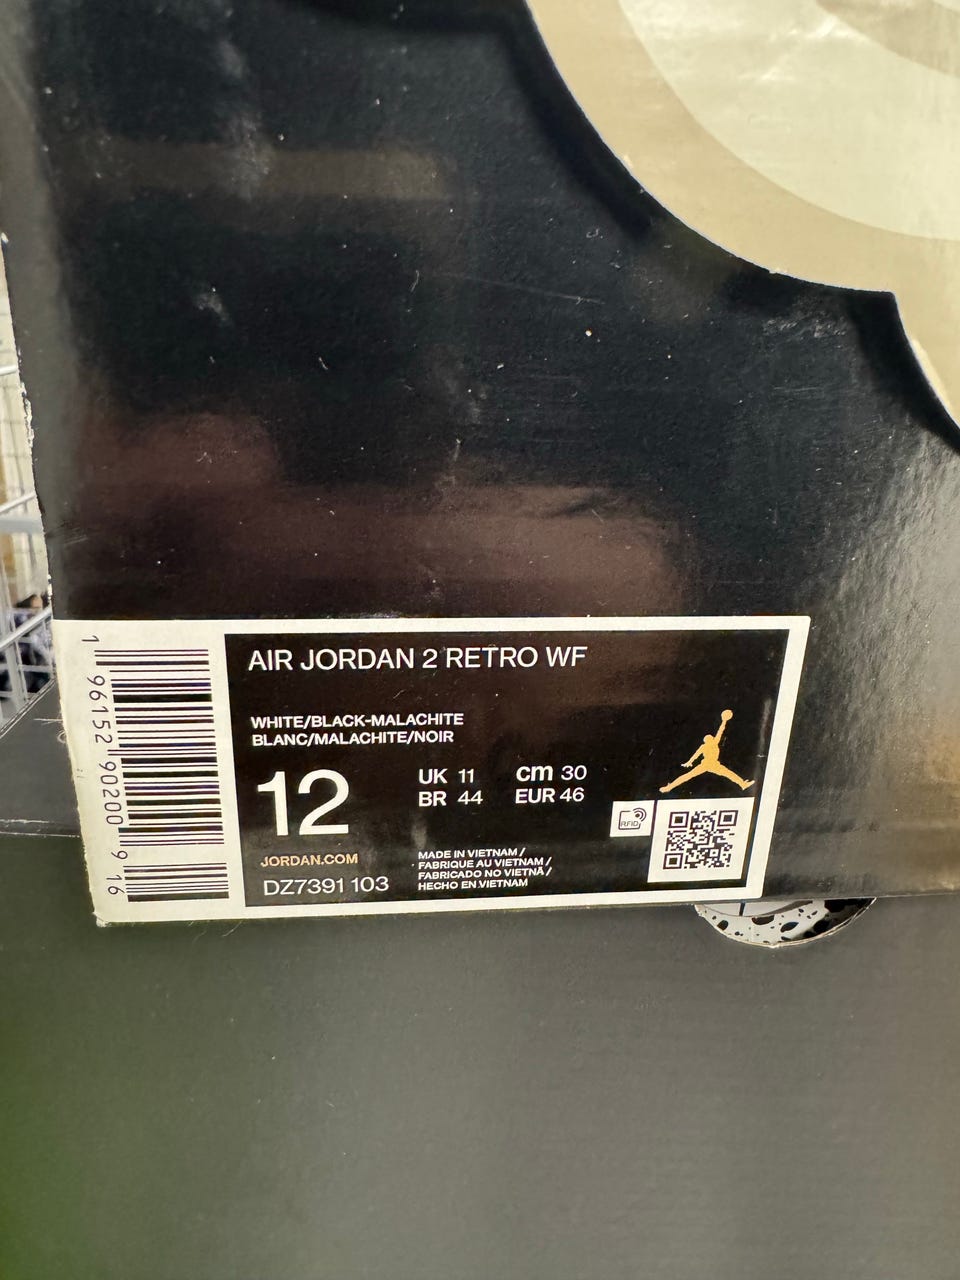 AIR JORDAN 2 RETRO WF
WHITE/BLACK-MALACHITE
BLANC/MALACHITE/NOIR
12
UK 11 cm 30
BR 44 EUR 46
RFID
JORDAN.COM
DZ7391 103
MADE IN VIETNAM /
FABRIQUE AU VIETNAM /
FABRICADO NO VIETNÃ /
HECHO EN VIETNAM
1 96152 90200 9 16